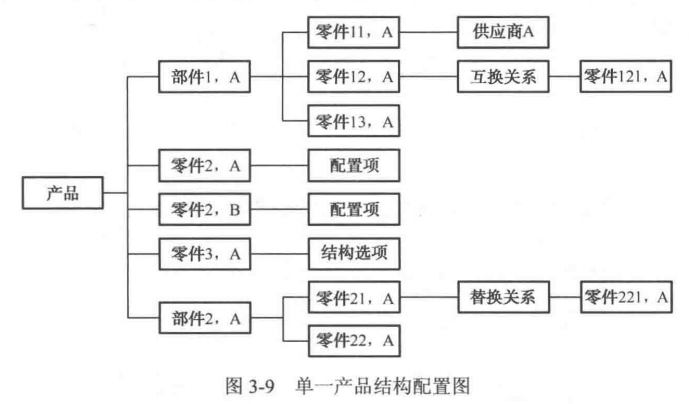 零件11，A
供应商A
部件1，A
零件12，A
互换关系
零件121，A
零件13，A
零件2，A
配置项
产品
零件2，B
配置项
零件3，A
结构选项
零件21，A
替换关系
零件221，A
部件2，A
零件22，A
图 3-9 单一产品结构配置图